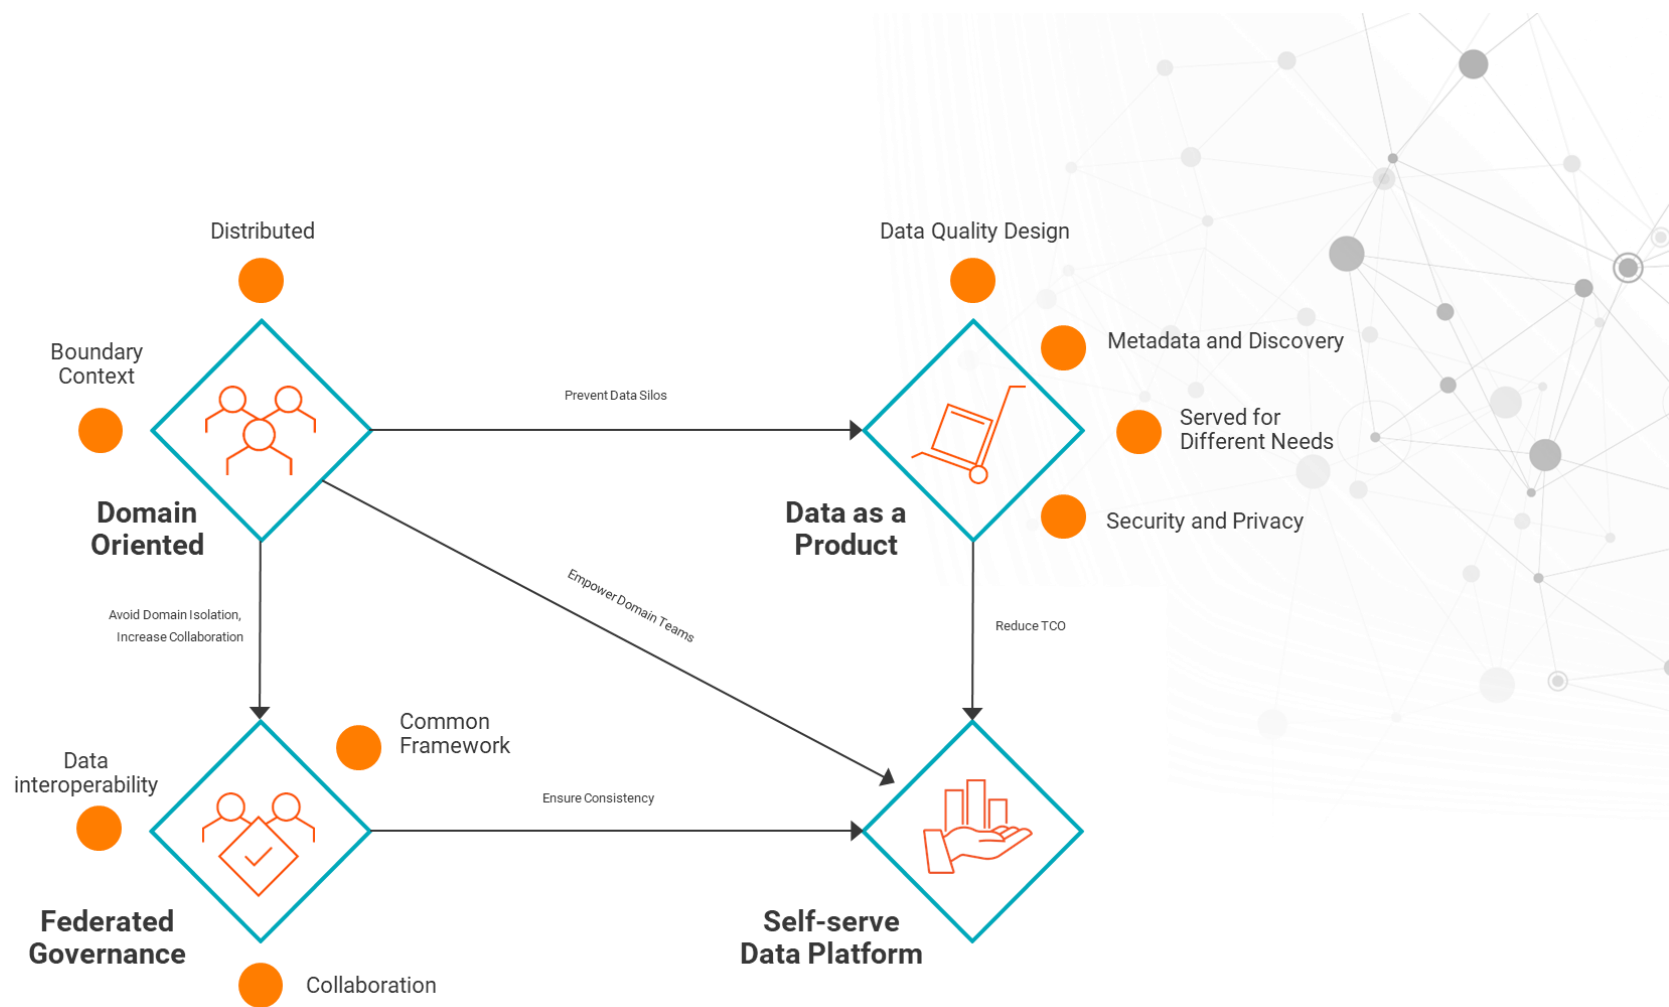 Distributed
Data Quality Design
Boundary
Context
Metadata and Discovery
Prevent Data Silos
Served for
Different Needs
Domain
Oriented
Data as a
Product
Security and Privacy
Avoid Domain Isolation,
Increase Collaboration
Empower Domain Teams
Reduce TCO
Common
Framework
Data
interoperability
Ensure Consistency
Federated
Governance
Self-serve
Data Platform
Collaboration